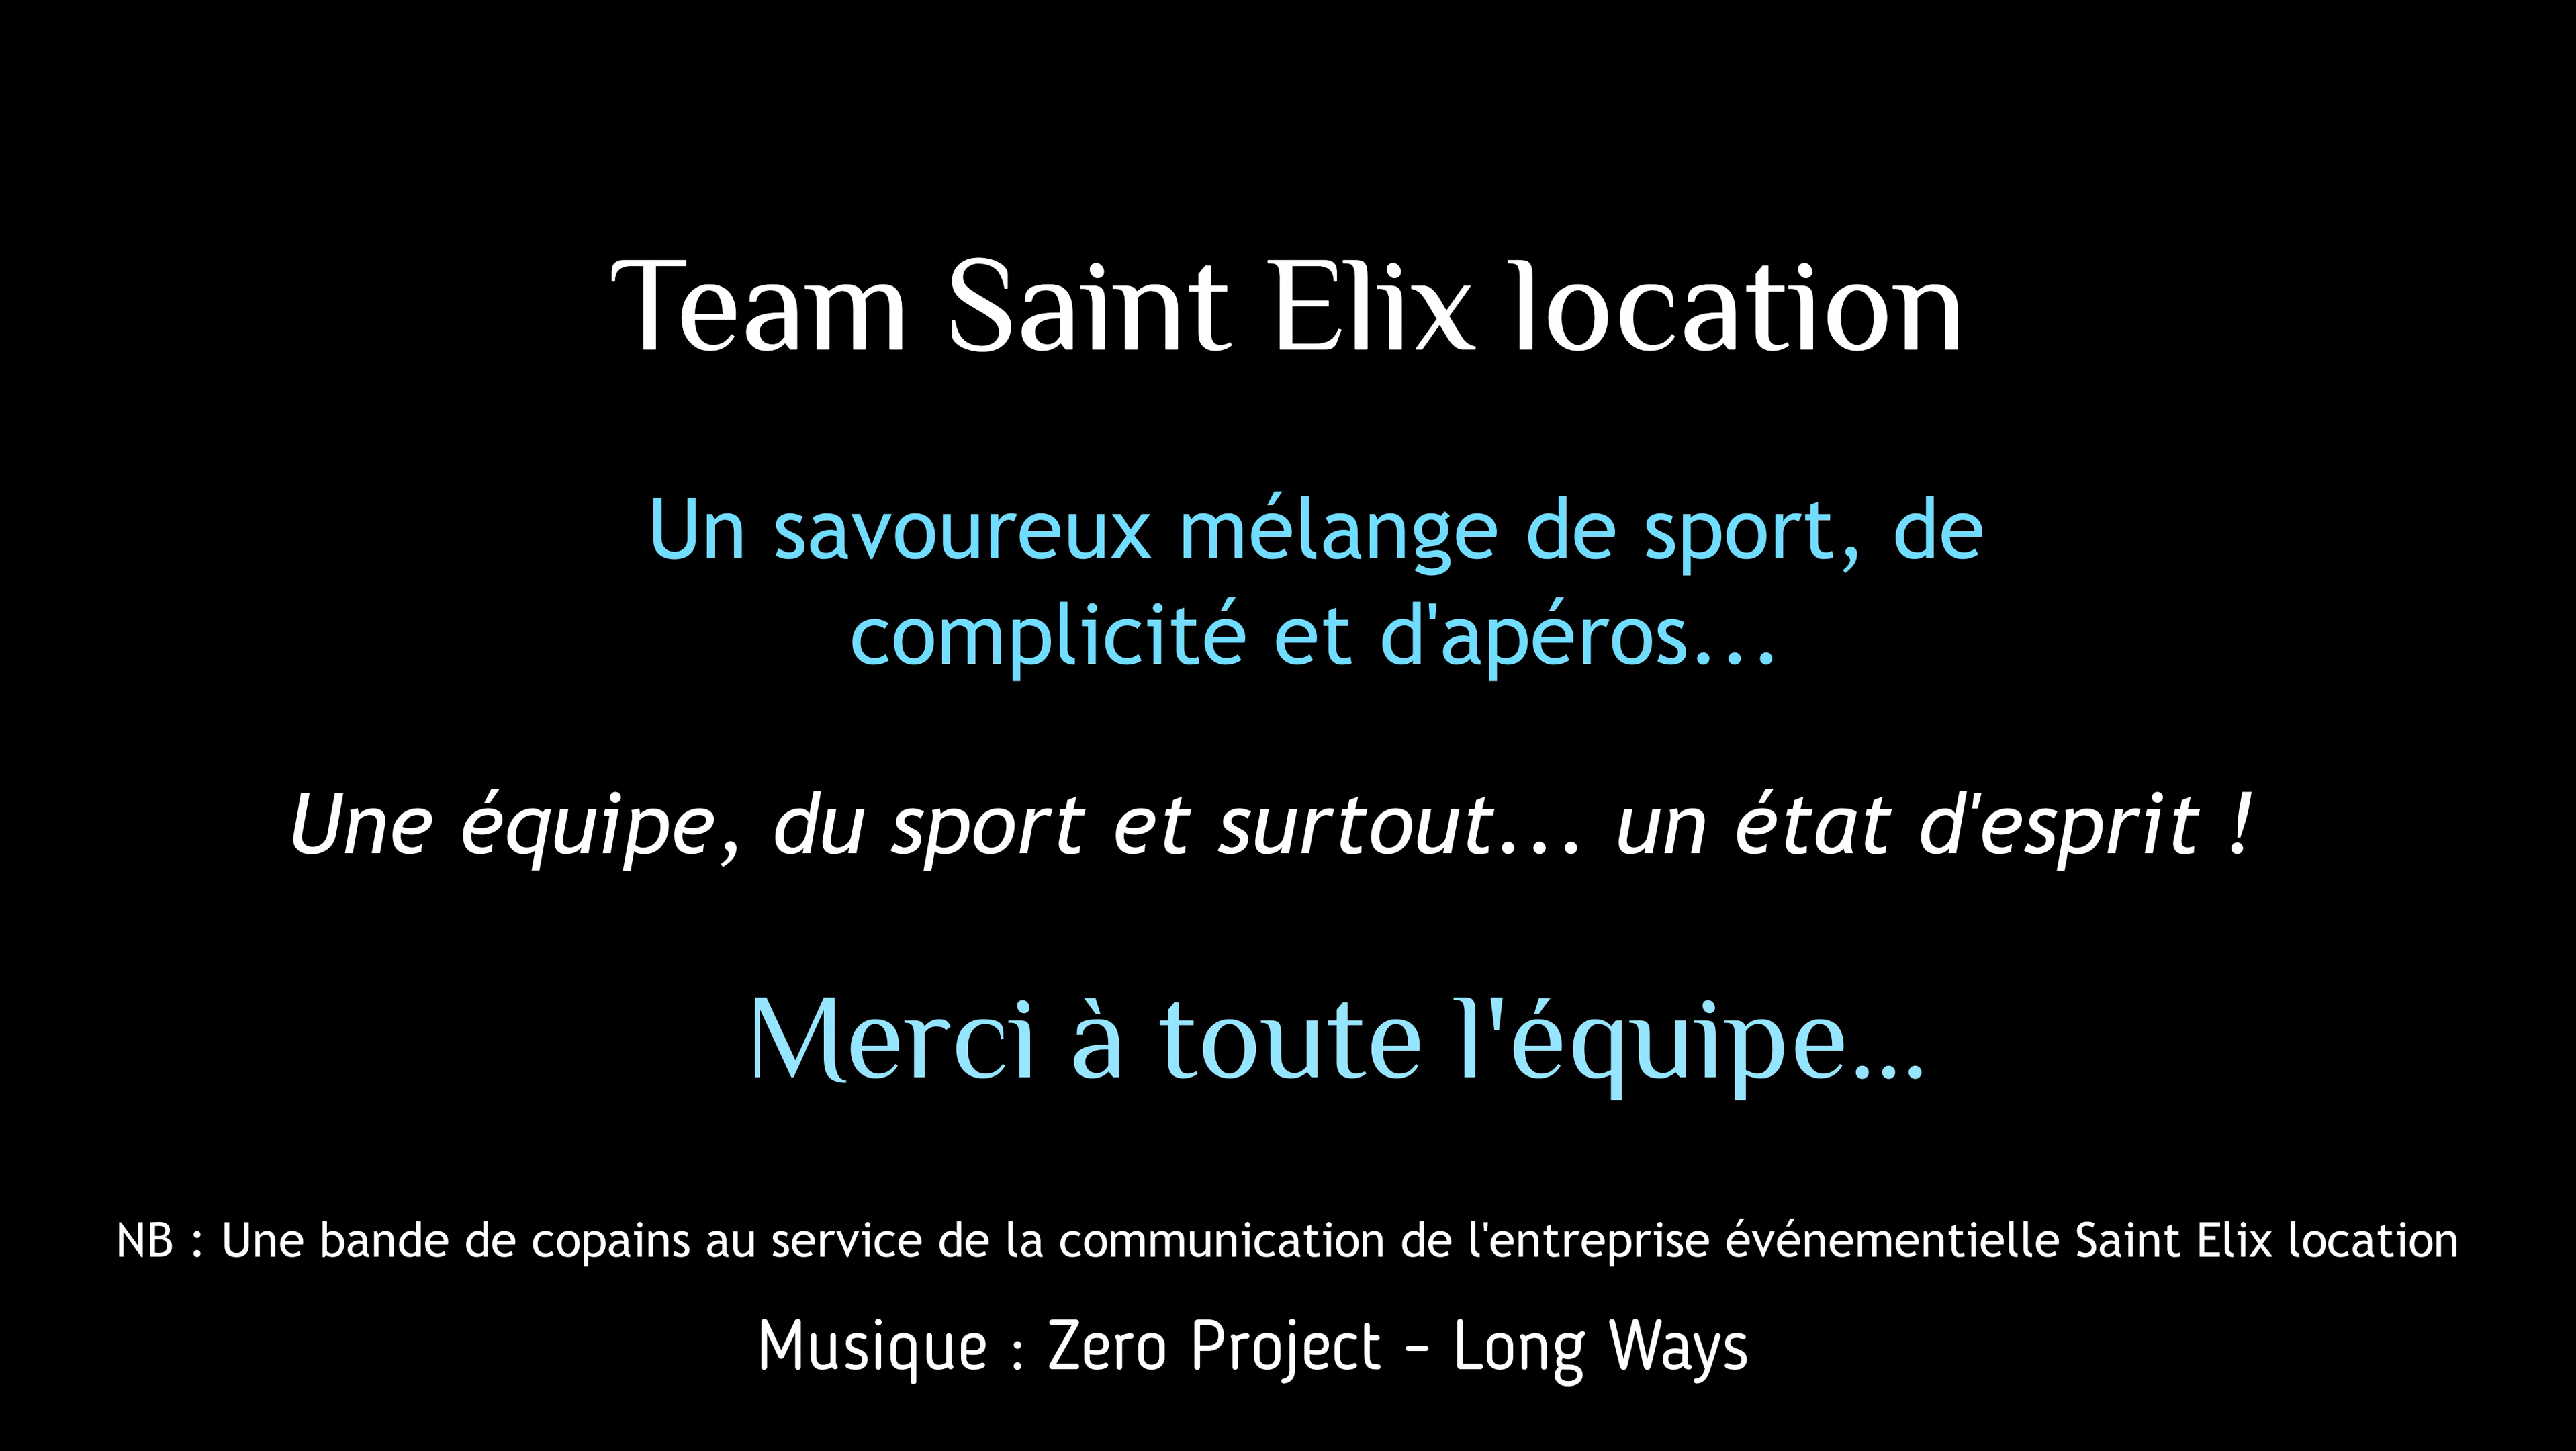 Team Saint Elix location
Un savoureux mélange de sport, de
complicité et d'apéros...
Une équipe, du sport et surtout... un état d'esprit !
Merci à toute l'équipe...
NB : Une bande de copains au service de la communication de l'entreprise événementielle Saint Elix location
Musique : Zero Project - Long Ways